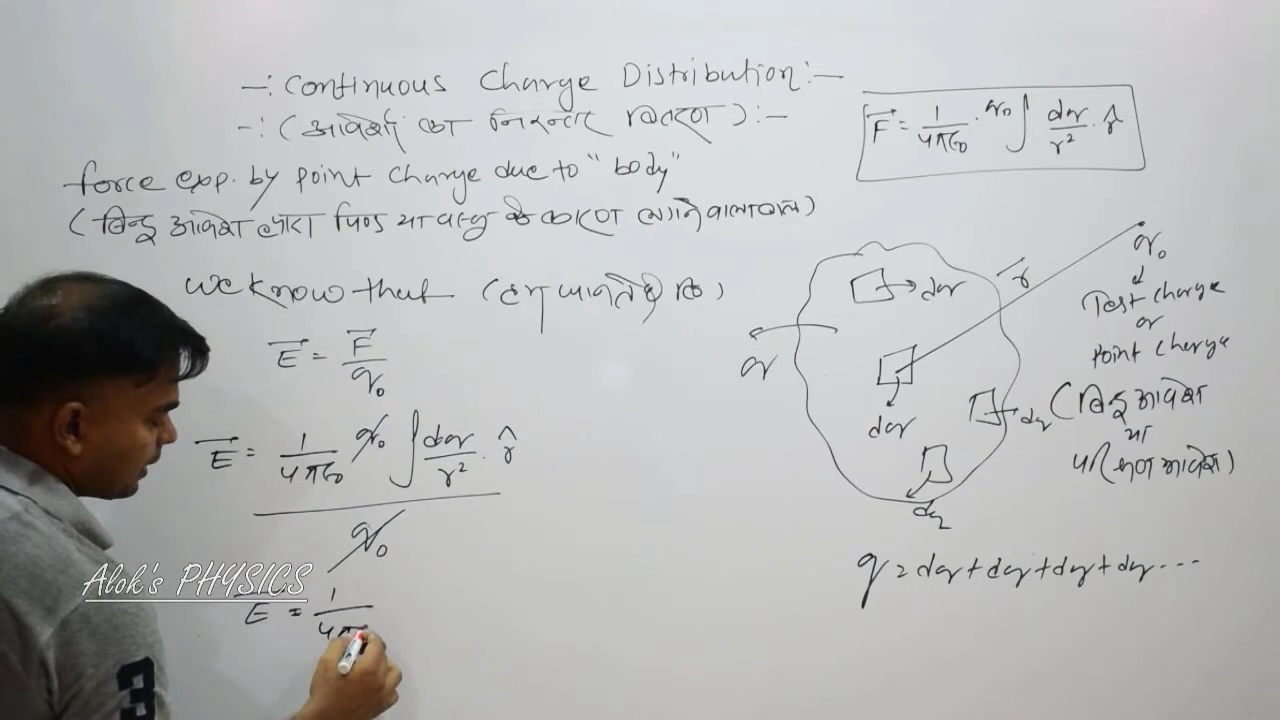 -: Continuous Charge Distribution :-
-: (आवेशों का निरन्तर वितरण) :-
force exp. by point charge due to "body"
(बिन्दु आवेश द्वारा पिण्ड या वस्तु के कारण लगने वाला बल)
We know that (हम जानते है कि)
E⃗ = F⃗/q₀
E⃗ = 1/4πϵ₀ q₀ ∫ dq/r² . r̂
q₀
E = 1/4π
F⃗ = 1/4πϵ₀ . q₀ ∫ dq/r² . r̂
q₀
r⃗
dq
Test charge
or
Point charge
q
dq
dq
(बिन्दु आवेश
या
परीक्षण आवेश)
dq
q = dq + dq + dq + dq ...
Alok's PHYSICS
3